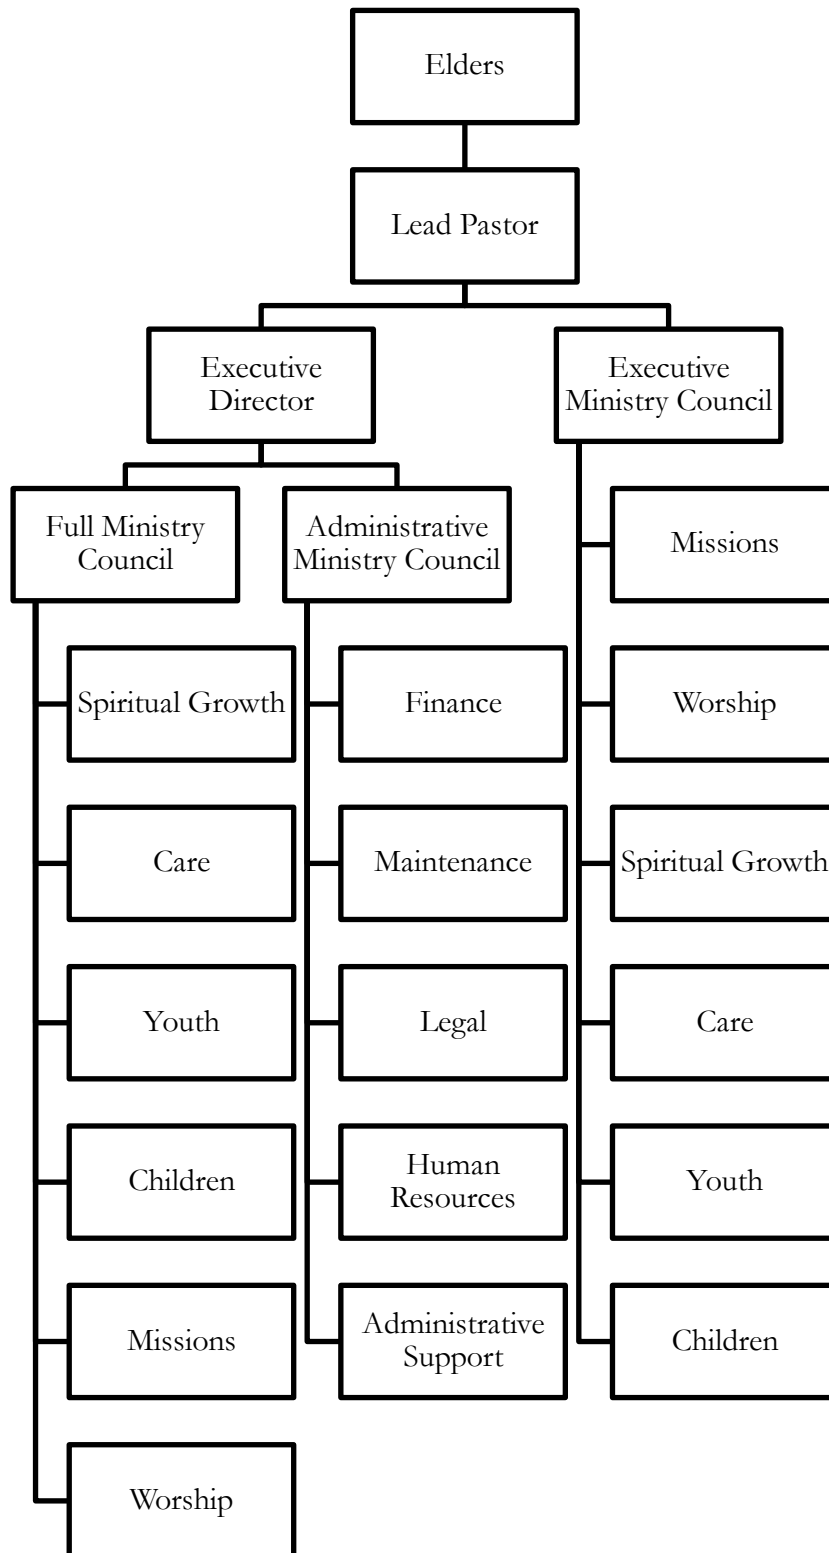 Elders
Lead Pastor
Executive
Director
Executive
Ministry Council
Full Ministry
Council
Administrative
Ministry Council
Missions
Spiritual Growth
Finance
Worship
Care
Maintenance
Spiritual Growth
Youth
Legal
Care
Children
Human
Resources
Youth
Missions
Administrative
Support
Children
Worship